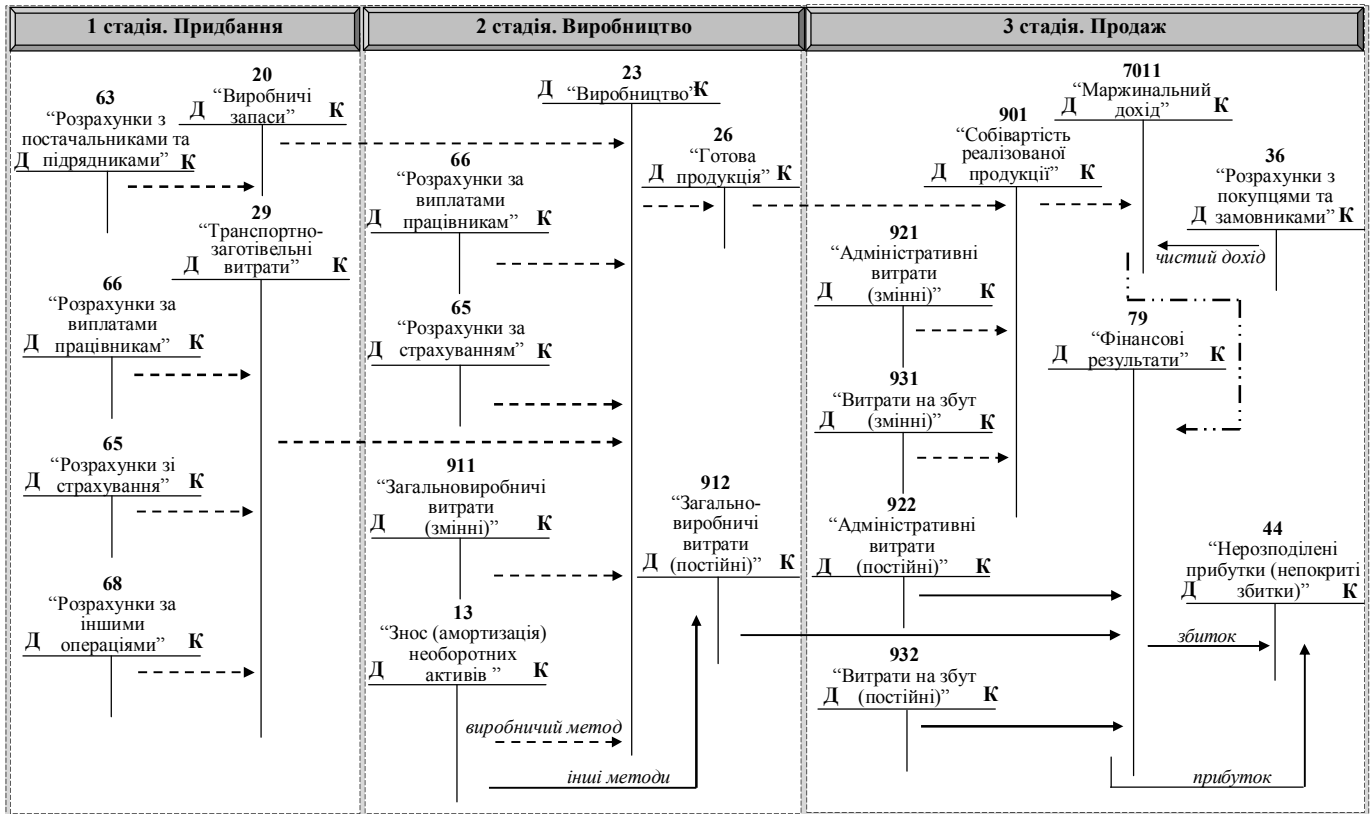 1 стадія. Придбання
63
“Розрахунки з
постачальниками та
підрядниками”
Д К
20
“Виробничі
запаси”
Д К
29
“Транспортно-
заготівельні
витрати”
Д К
66
“Розрахунки за
виплатами
працівникам”
Д К
65
“Розрахунки зі
страхування”
Д К
68
“Розрахунки за
іншими
операціями”
Д К
2 стадія. Виробництво
23
“Виробництво”
Д К
66
“Розрахунки за
виплатами
працівникам”
Д К
26
“Готова
продукція”
Д К
65
“Розрахунки за
страхуванням”
Д К
911
“Загальновиробничі
витрати
(змінні)”
Д К
912
“Загально-
виробничі
витрати
(постійні)”
Д К
13
“Знос (амортизація)
необоротних
активів ”
Д К
виробничий метод
інші методи
3 стадія. Продаж
7011
“Маржинальний
дохід”
Д К
901
“Собівартість
реалізованої
продукції”
Д К
36
“Розрахунки з
покупцями та
замовниками”
Д К
чистий дохід
921
“Адміністративні
витрати
(змінні)”
Д К
79
“Фінансові
результати”
Д К
931
“Витрати на збут
(змінні)”
Д К
922
“Адміністративні
витрати
(постійні)”
Д К
44
“Нерозподілені
прибутки (непокриті
збитки)”
Д К
збиток
932
“Витрати на збут
(постійні)”
Д К
прибуток